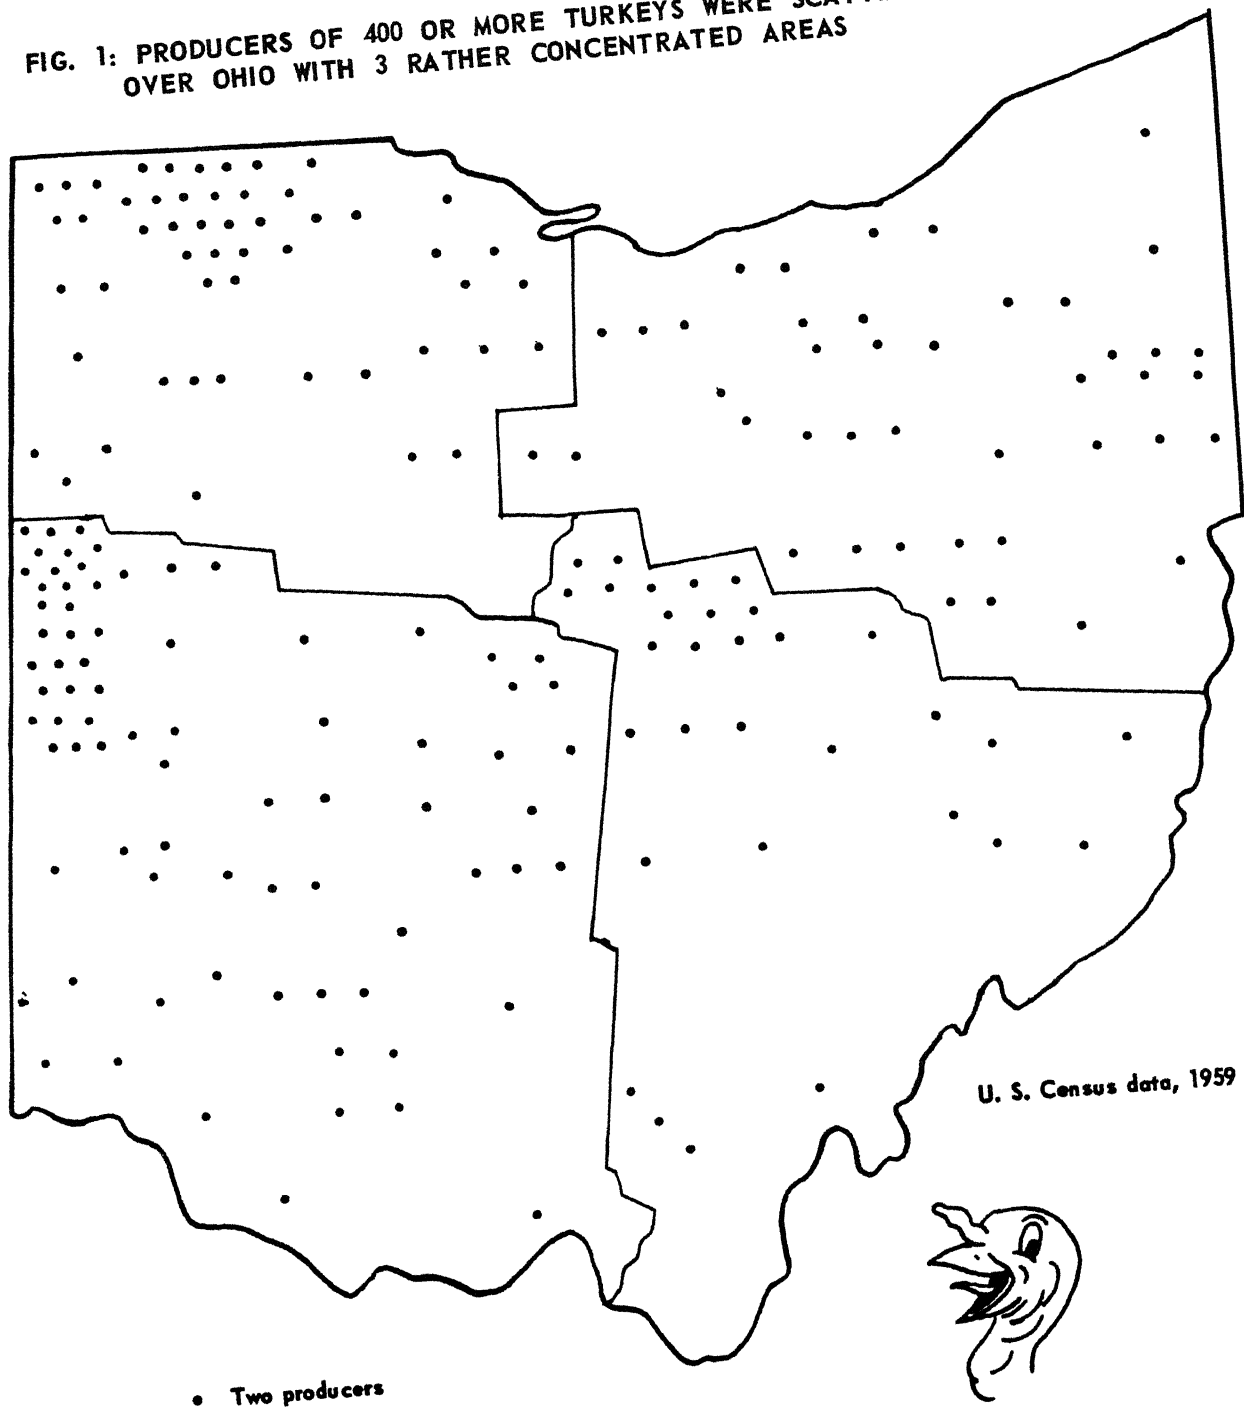 FIG. 1: PRODUCERS OF 400 OR MORE TURKEYS WERE
OVER OHIO WITH 3 RATHER CONCENTRATED AREAS
U. S. Census data, 1959
Two producers